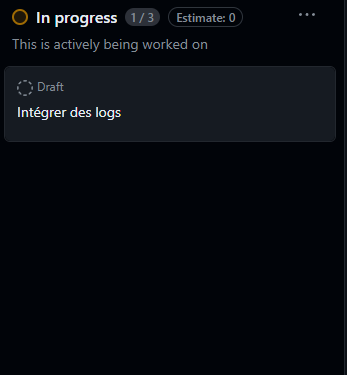 In progress 1 / 3 Estimate: 0
This is actively being worked on
Draft
Intégrer des logs